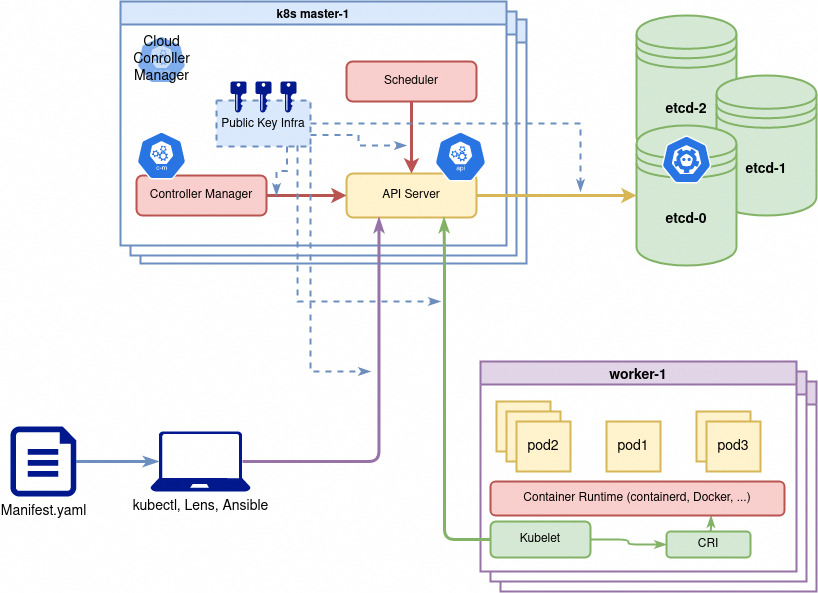 k8s master-1
Cloud
Controller
Manager
Scheduler
Public Key Infra
c-m
api
Controller Manager
API Server
etcd-2
etcd-1
etcd-0
worker-1
pod2
pod1
pod3
Container Runtime (containerd, Docker, ...)
Kubelet
CRI
Manifest.yaml
kubectl, Lens, Ansible